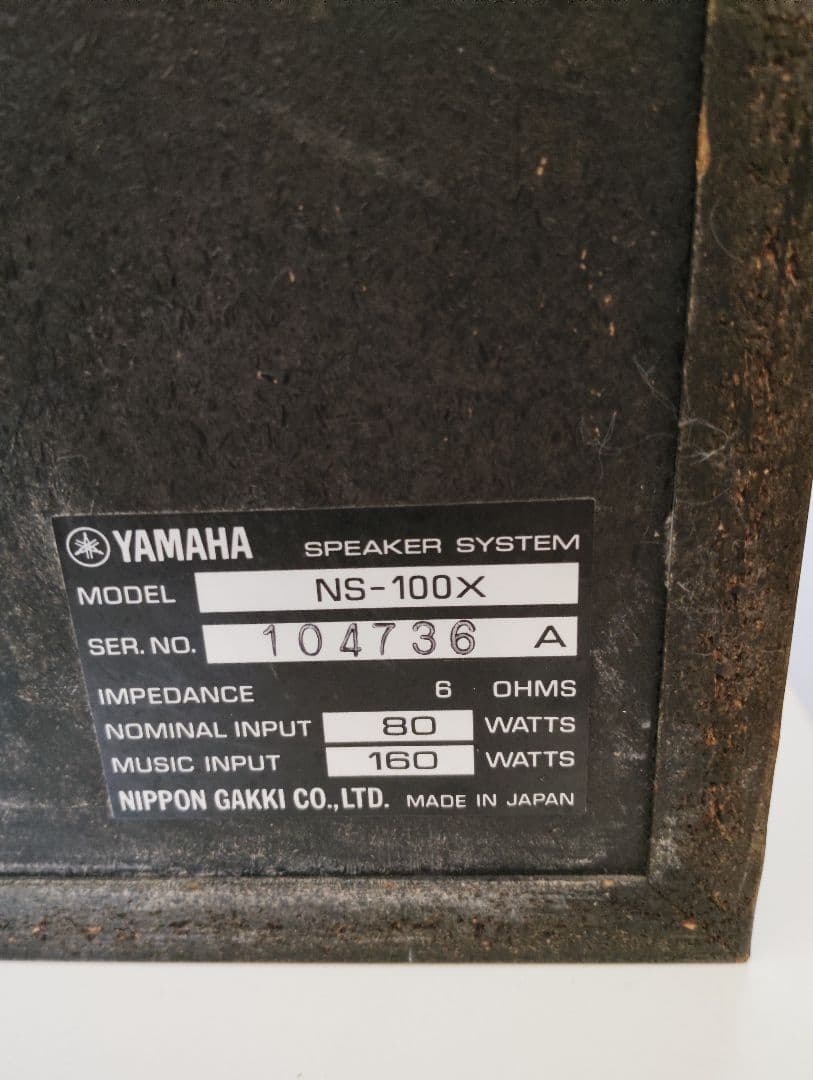 YAMAHA SPEAKER SYSTEM
MODEL NS-100X
SER. NO. 104736 A
IMPEDANCE 6 OHMS
NOMINAL INPUT 80 WATTS
MUSIC INPUT 160 WATTS
NIPPON GAKKI CO.,LTD. MADE IN JAPAN